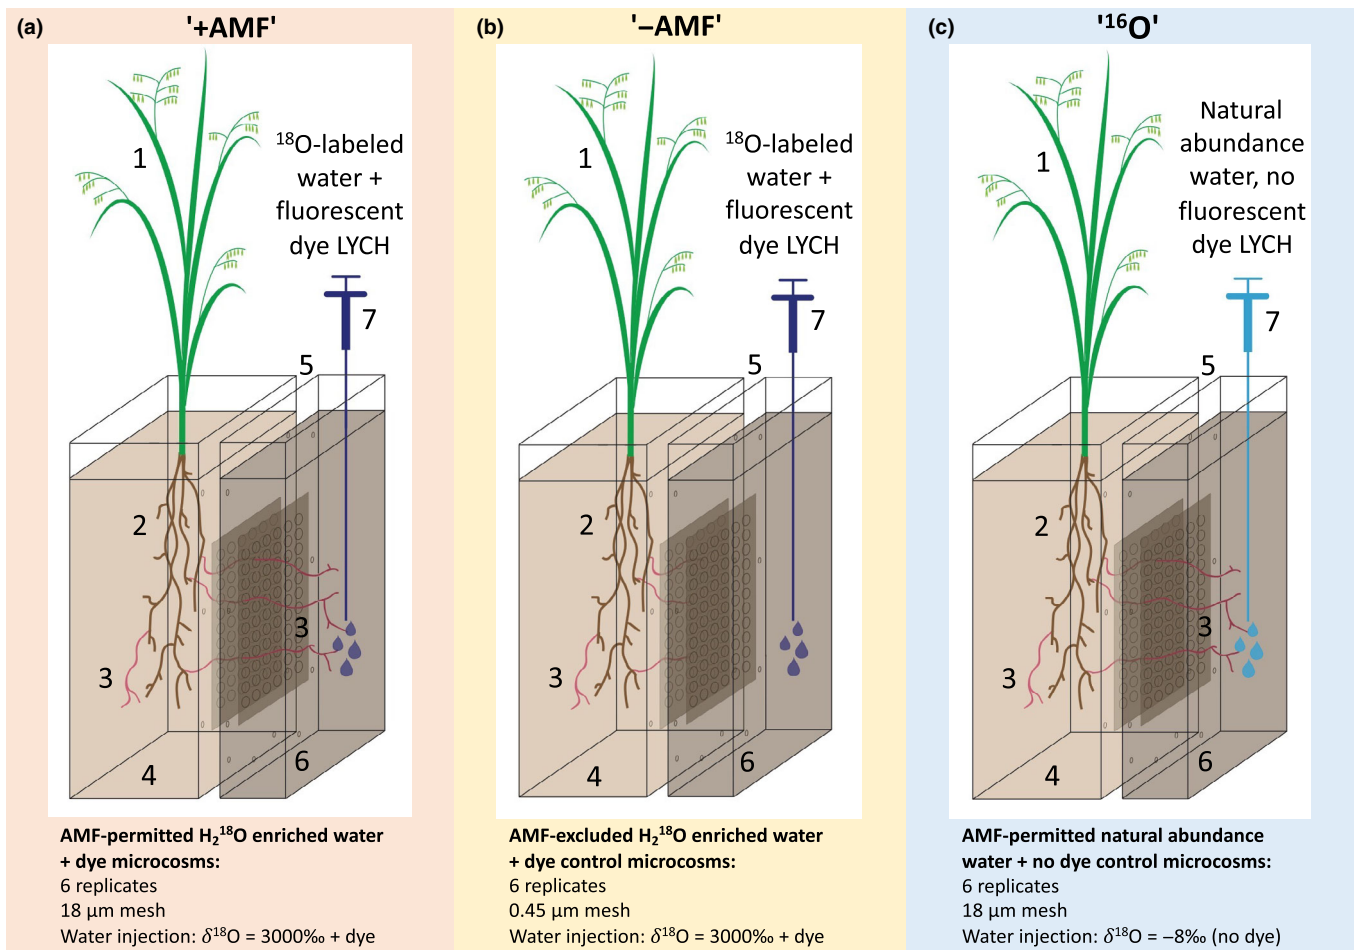 (a) '+AMF'
1
¹⁸O-labeled
water +
fluorescent
dye LYCH
7
5
2
3
3
4
6
AMF-permitted H₂¹⁸O enriched water
+ dye microcosms:
6 replicates
18 µm mesh
Water injection: δ¹⁸O = 3000‰ + dye
(b) '−AMF'
1
¹⁸O-labeled
water +
fluorescent
dye LYCH
7
5
2
3
4
6
AMF-excluded H₂¹⁸O enriched water
+ dye control microcosms:
6 replicates
0.45 µm mesh
Water injection: δ¹⁸O = 3000‰ + dye
(c) '¹⁶O'
1
Natural
abundance
water, no
fluorescent
dye LYCH
7
5
2
3
3
4
6
AMF-permitted natural abundance
water + no dye control microcosms:
6 replicates
18 µm mesh
Water injection: δ¹⁸O = −8‰ (no dye)